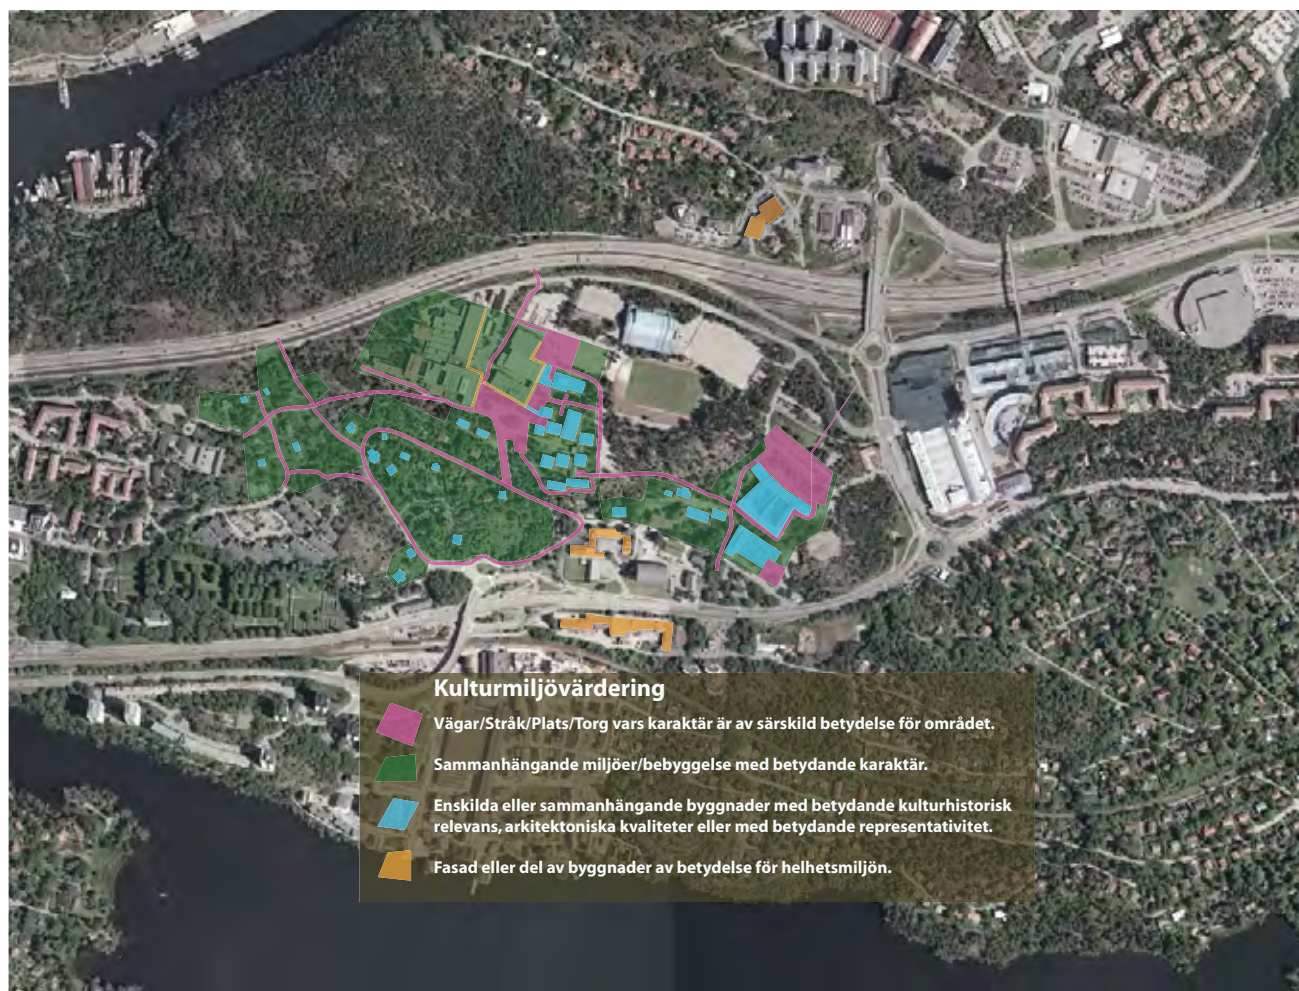 Kulturmiljövärdering
Vägar/Stråk/Plats/Torg vars karaktär är av särskild betydelse för området.
Sammanhängande miljöer/bebyggelse med betydande karaktär.
Enskilda eller sammanhängande byggnader med betydande kulturhistorisk
relevans, arkitektoniska kvaliteter eller med betydande representativitet.
Fasad eller del av byggnader av betydelse för helhetsmiljön.